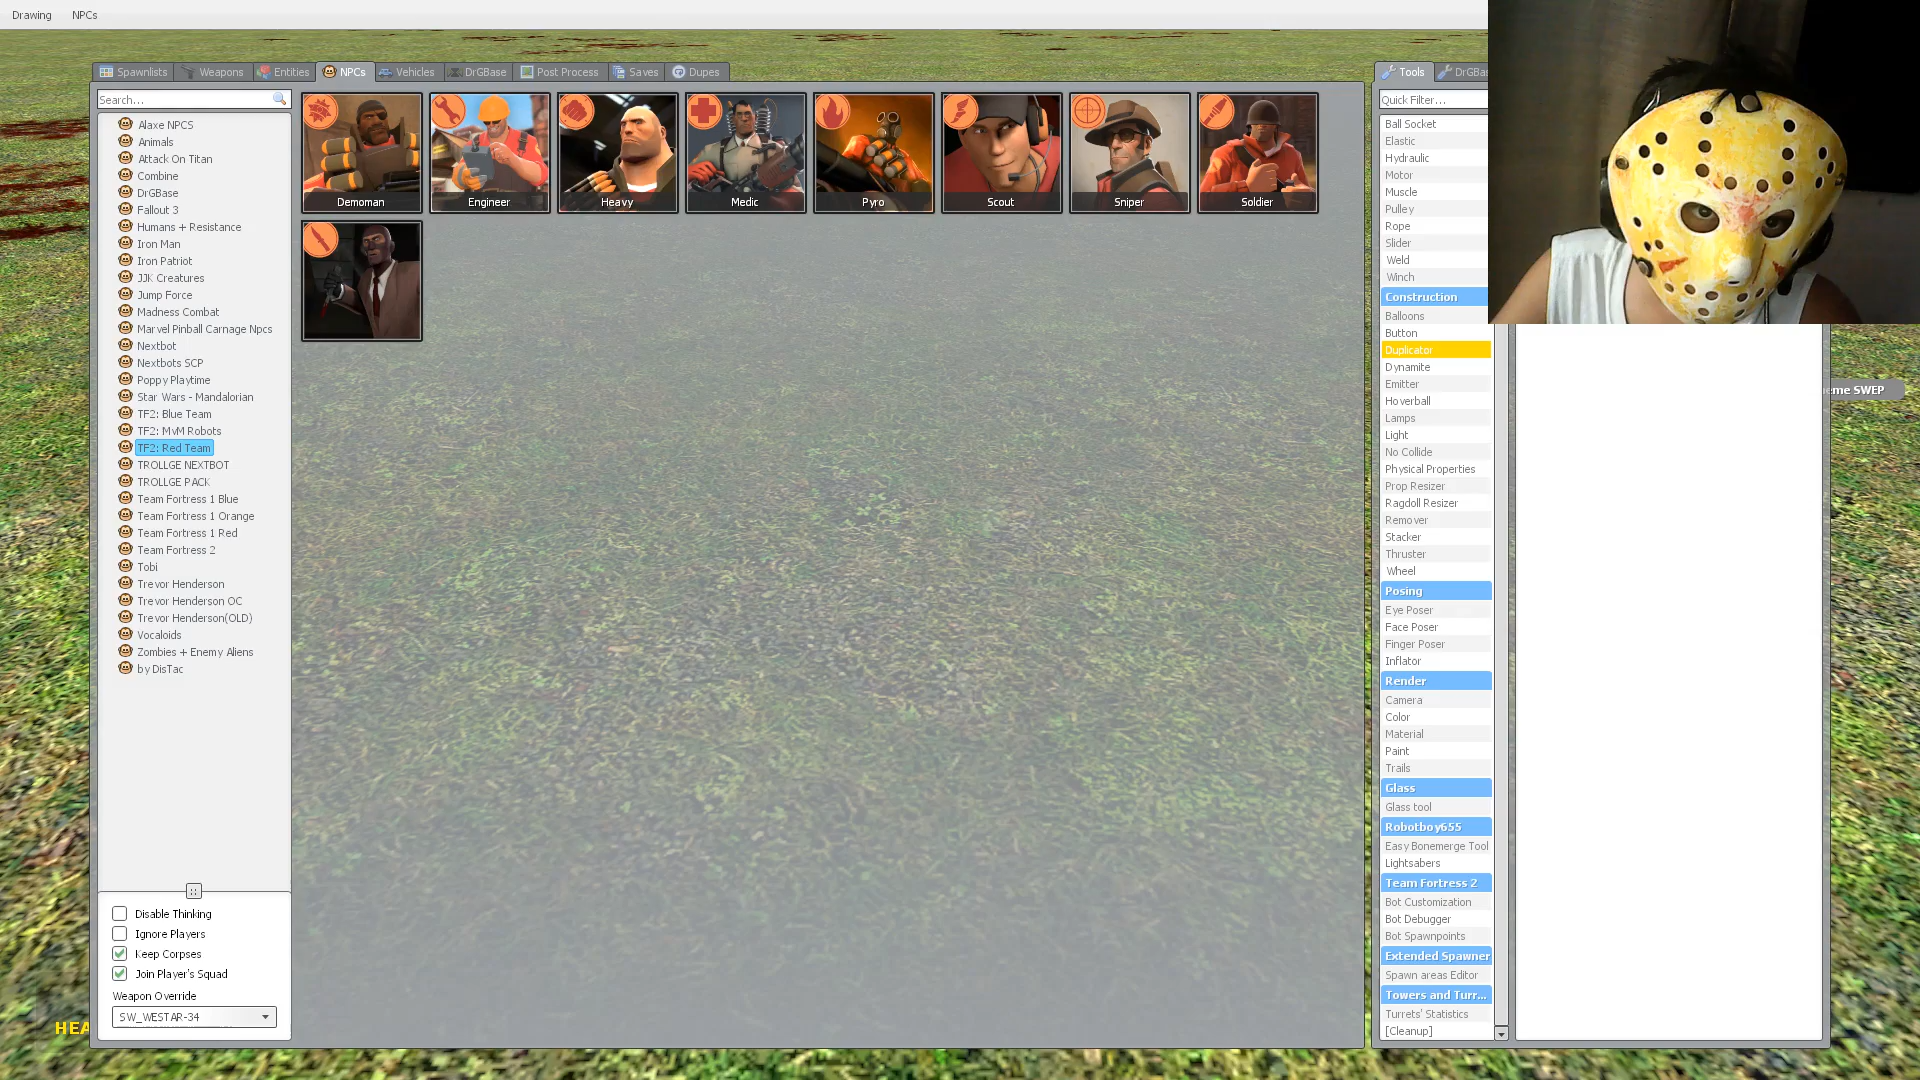 Drawing NPCs
Spawnlists Weapons Entities NPCs Vehicles DrGBase Post Process Saves Dupes
Search...
Alaxe NPCS
Animals
Attack On Titan
Combine
DrGBase
Fallout 3
Humans + Resistance
Iron Man
Iron Patriot
JJK Creatures
Jump Force
Madness Combat
Marvel Pinball Carnage Npcs
Nextbot
Nextbots SCP
Poppy Playtime
Star Wars - Mandalorian
TF2: Blue Team
TF2: MvM Robots
TF2: Red Team
TROLLGE NEXTBOT
TROLLGE PACK
Team Fortress 1 Blue
Team Fortress 1 Orange
Team Fortress 1 Red
Team Fortress 2
Tobi
Trevor Henderson
Trevor Henderson OC
Trevor Henderson(OLD)
Vocaloids
Zombies + Enemy Aliens
by DisTac
Disable Thinking
Ignore Players
Keep Corpses
Join Player's Squad
Weapon Override
SW_WESTAR-34
HEA
Demoman Engineer Heavy Medic Pyro Scout Sniper Soldier
Tools DrGBas
Quick Filter...
Ball Socket
Elastic
Hydraulic
Motor
Muscle
Pulley
Rope
Slider
Weld
Winch
Construction
Balloons
Button
Duplicator
Dynamite
Emitter
Hoverball
Lamps
Light
No Collide
Physical Properties
Prop Resizer
Ragdoll Resizer
Remover
Stacker
Thruster
Wheel
Posing
Eye Poser
Face Poser
Finger Poser
Inflator
Render
Camera
Color
Material
Paint
Trails
Glass
Glass tool
Robotboy655
Easy Bonemerge Tool
Lightsabers
Team Fortress 2
Bot Customization
Bot Debugger
Bot Spawnpoints
Extended Spawner
Spawn areas Editor
Towers and Turr...
Turrets' Statistics
[Cleanup]
eme SWEP